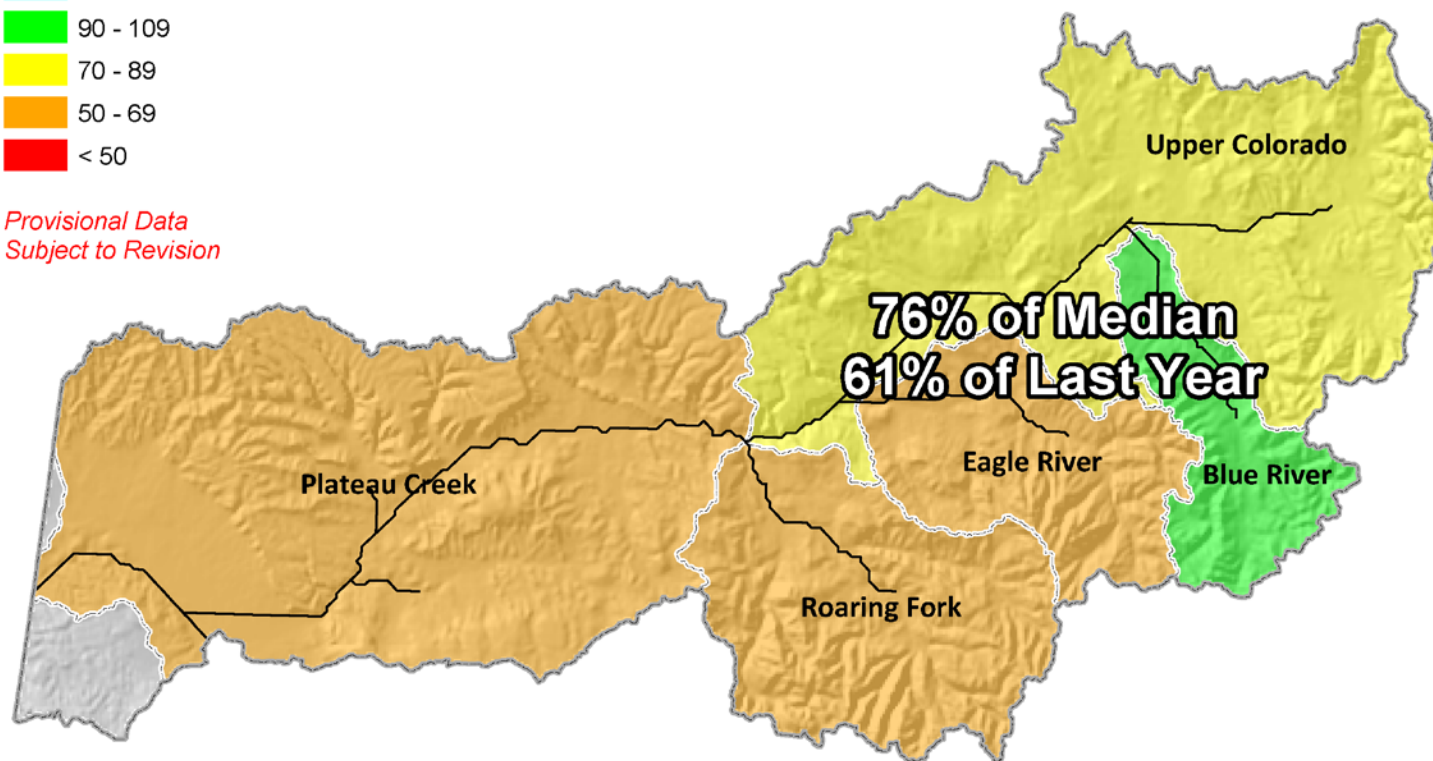 90 - 109
70 - 89
50 - 69
< 50
Provisional Data
Subject to Revision
Upper Colorado
76% of Median
61% of Last Year
Eagle River
Blue River
Plateau Creek
Roaring Fork